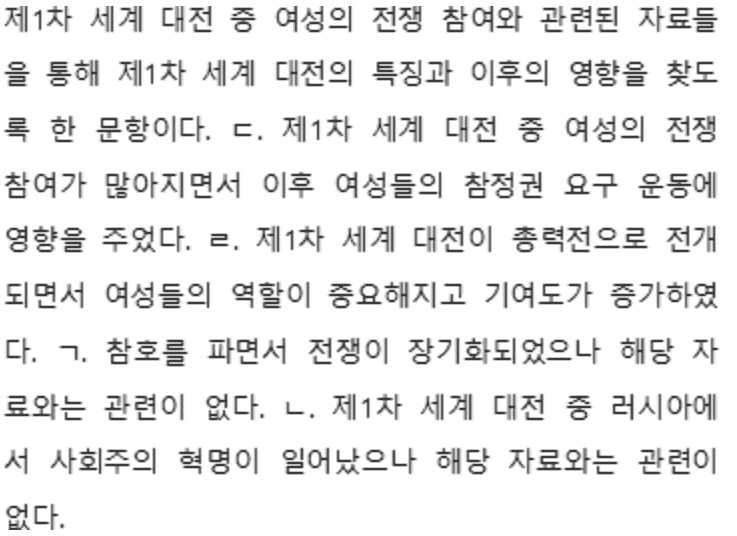 제1차 세계 대전 중 여성의 전쟁 참여와 관련된 자료들
을 통해 제1차 세계 대전의 특징과 이후의 영향을 찾도
록 한 문항이다. ㄷ. 제1차 세계 대전 중 여성의 전쟁
참여가 많아지면서 이후 여성들의 참정권 요구 운동에
영향을 주었다. ㄹ. 제1차 세계 대전이 총력전으로 전개
되면서 여성들의 역할이 중요해지고 기여도가 증가하였
다. ㄱ. 참호를 파면서 전쟁이 장기화되었으나 해당 자
료와는 관련이 없다. ㄴ. 제1차 세계 대전 중 러시아에
서 사회주의 혁명이 일어났으나 해당 자료와는 관련이
없다.